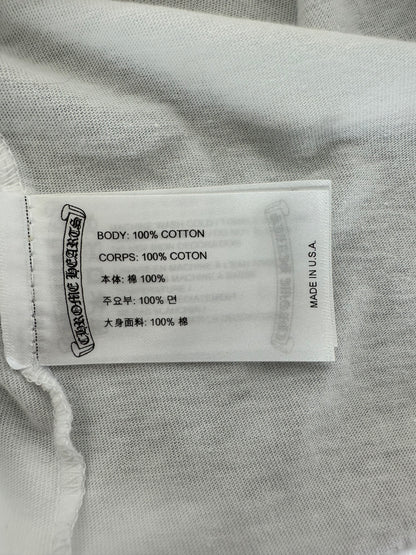 CHROME HEARTS
BODY: 100% COTTON
CORPS: 100% COTON
本体: 棉 100%
주요부: 100% 면
大身面料: 100% 棉
MADE IN U.S.A.